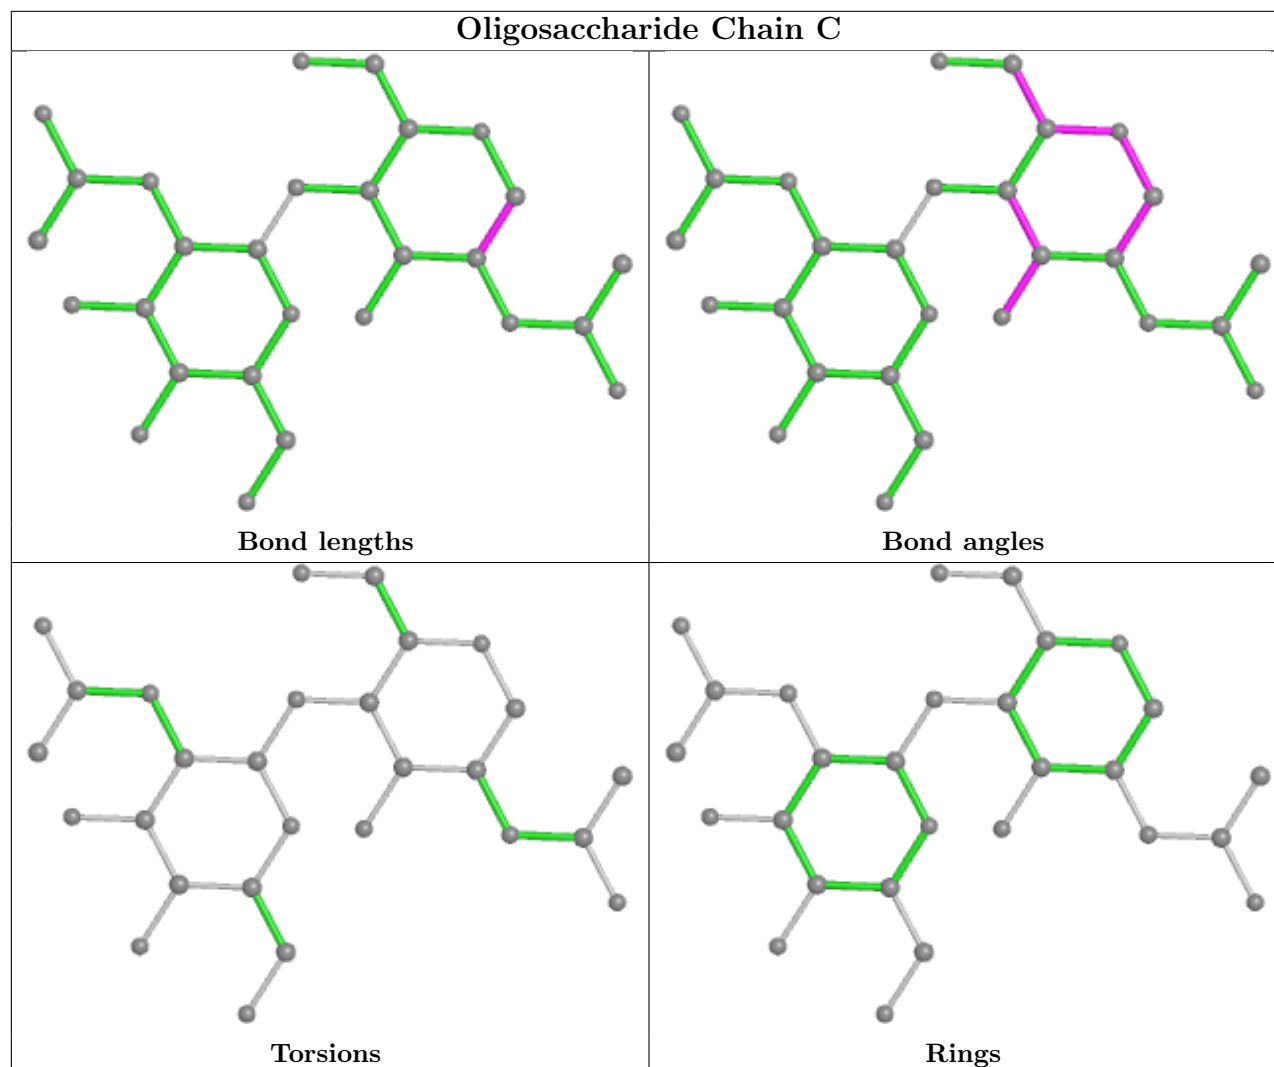 Oligosaccharide Chain C
Bond lengths
Bond angles
Torsions
Rings